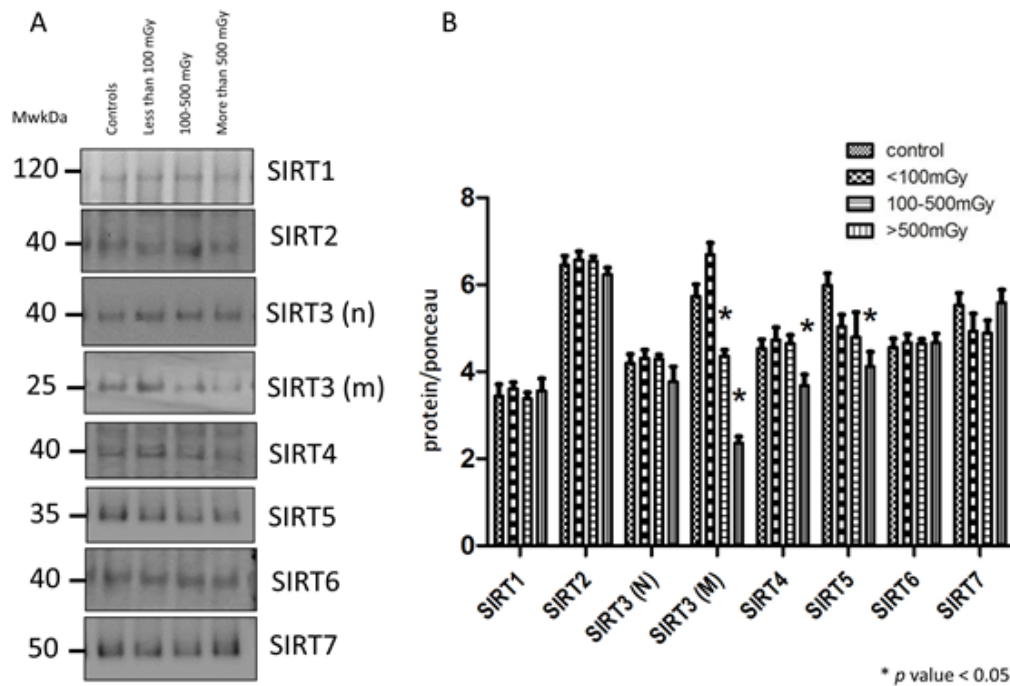 A
Controls
Less than 100 mGy
100-500 mGy
More than 500 mGy
MwkDa
120
SIRT1
40
SIRT2
40
SIRT3 (n)
25
SIRT3 (m)
40
SIRT4
35
SIRT5
40
SIRT6
50
SIRT7
B
control
<100mGy
100-500mGy
>500mGy
protein/ponceau
8
6
4
2
0
*
*
*
*
SIRT1
SIRT2
SIRT3 (N)
SIRT3 (M)
SIRT4
SIRT5
SIRT6
SIRT7
* p value < 0.05